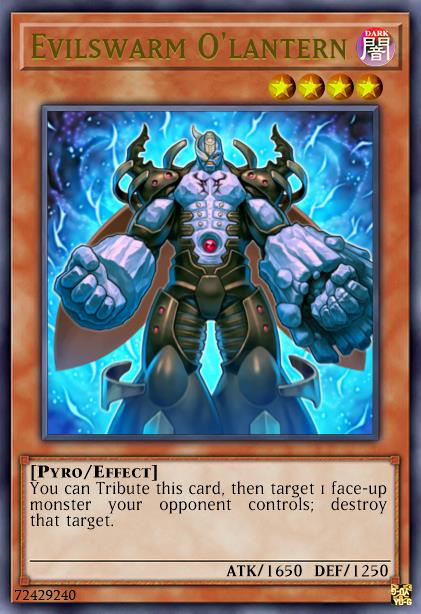 Evilswarm O'lantern
DARK
闇
[Pyro/Effect]
You can Tribute this card, then target 1 face-up
monster your opponent controls; destroy
that target.
ATK/1650 DEF/1250
72429240